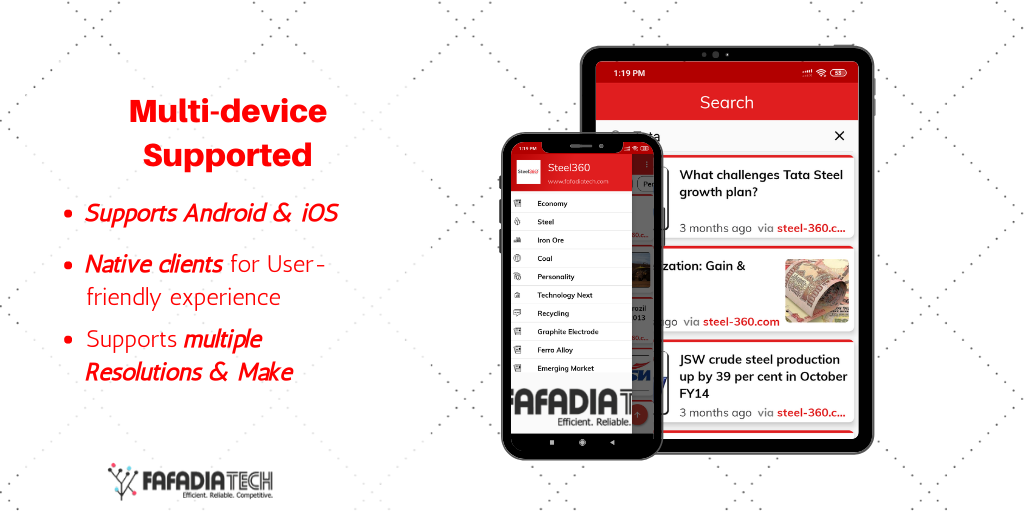 Multi-device
Supported
Supports Android & iOS
Native clients for User-
friendly experience
Supports multiple
Resolutions & Make
FAFADIATECH
Efficient. Reliable. Competitive.
1:19 PM
Steel360
Steel360
www.fafadiatech.com
Economy
Steel
Iron Ore
Coal
Personality
Technology Next
Recycling
Graphite Electrode
Ferro Alloy
Emerging Market
AFADIAT
Efficient. Reliable.
1:19 PM
55
Search
What challenges Tata Steel
growth plan?
3 months ago via steel-360.c...
zation: Gain &
ago via steel-360.com
JSW crude steel production
up by 39 per cent in October
FY14
3 months ago via steel-360.c...